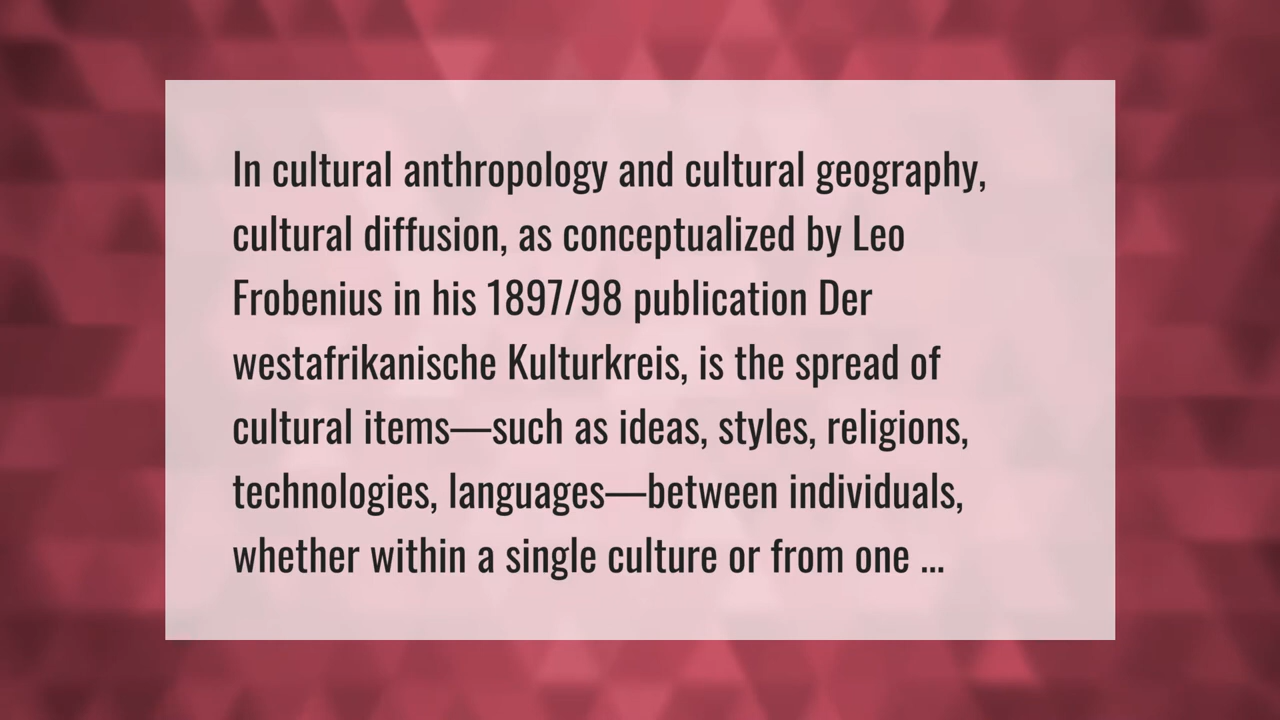 In cultural anthropology and cultural geography,
cultural diffusion, as conceptualized by Leo
Frobenius in his 1897/98 publication Der
westafrikanische Kulturkreis, is the spread of
cultural items—such as ideas, styles, religions,
technologies, languages—between individuals,
whether within a single culture or from one ...